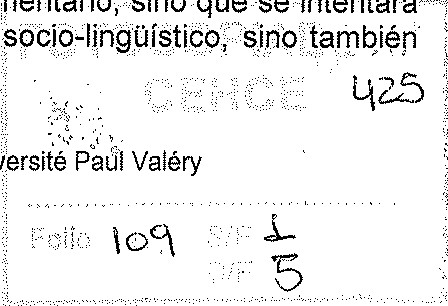 mentario, sino que se intentará
socio-lingüístico, sino también
CEHCE 425
versité Paul Valéry
Folio 109 S/F 1
D/F 5